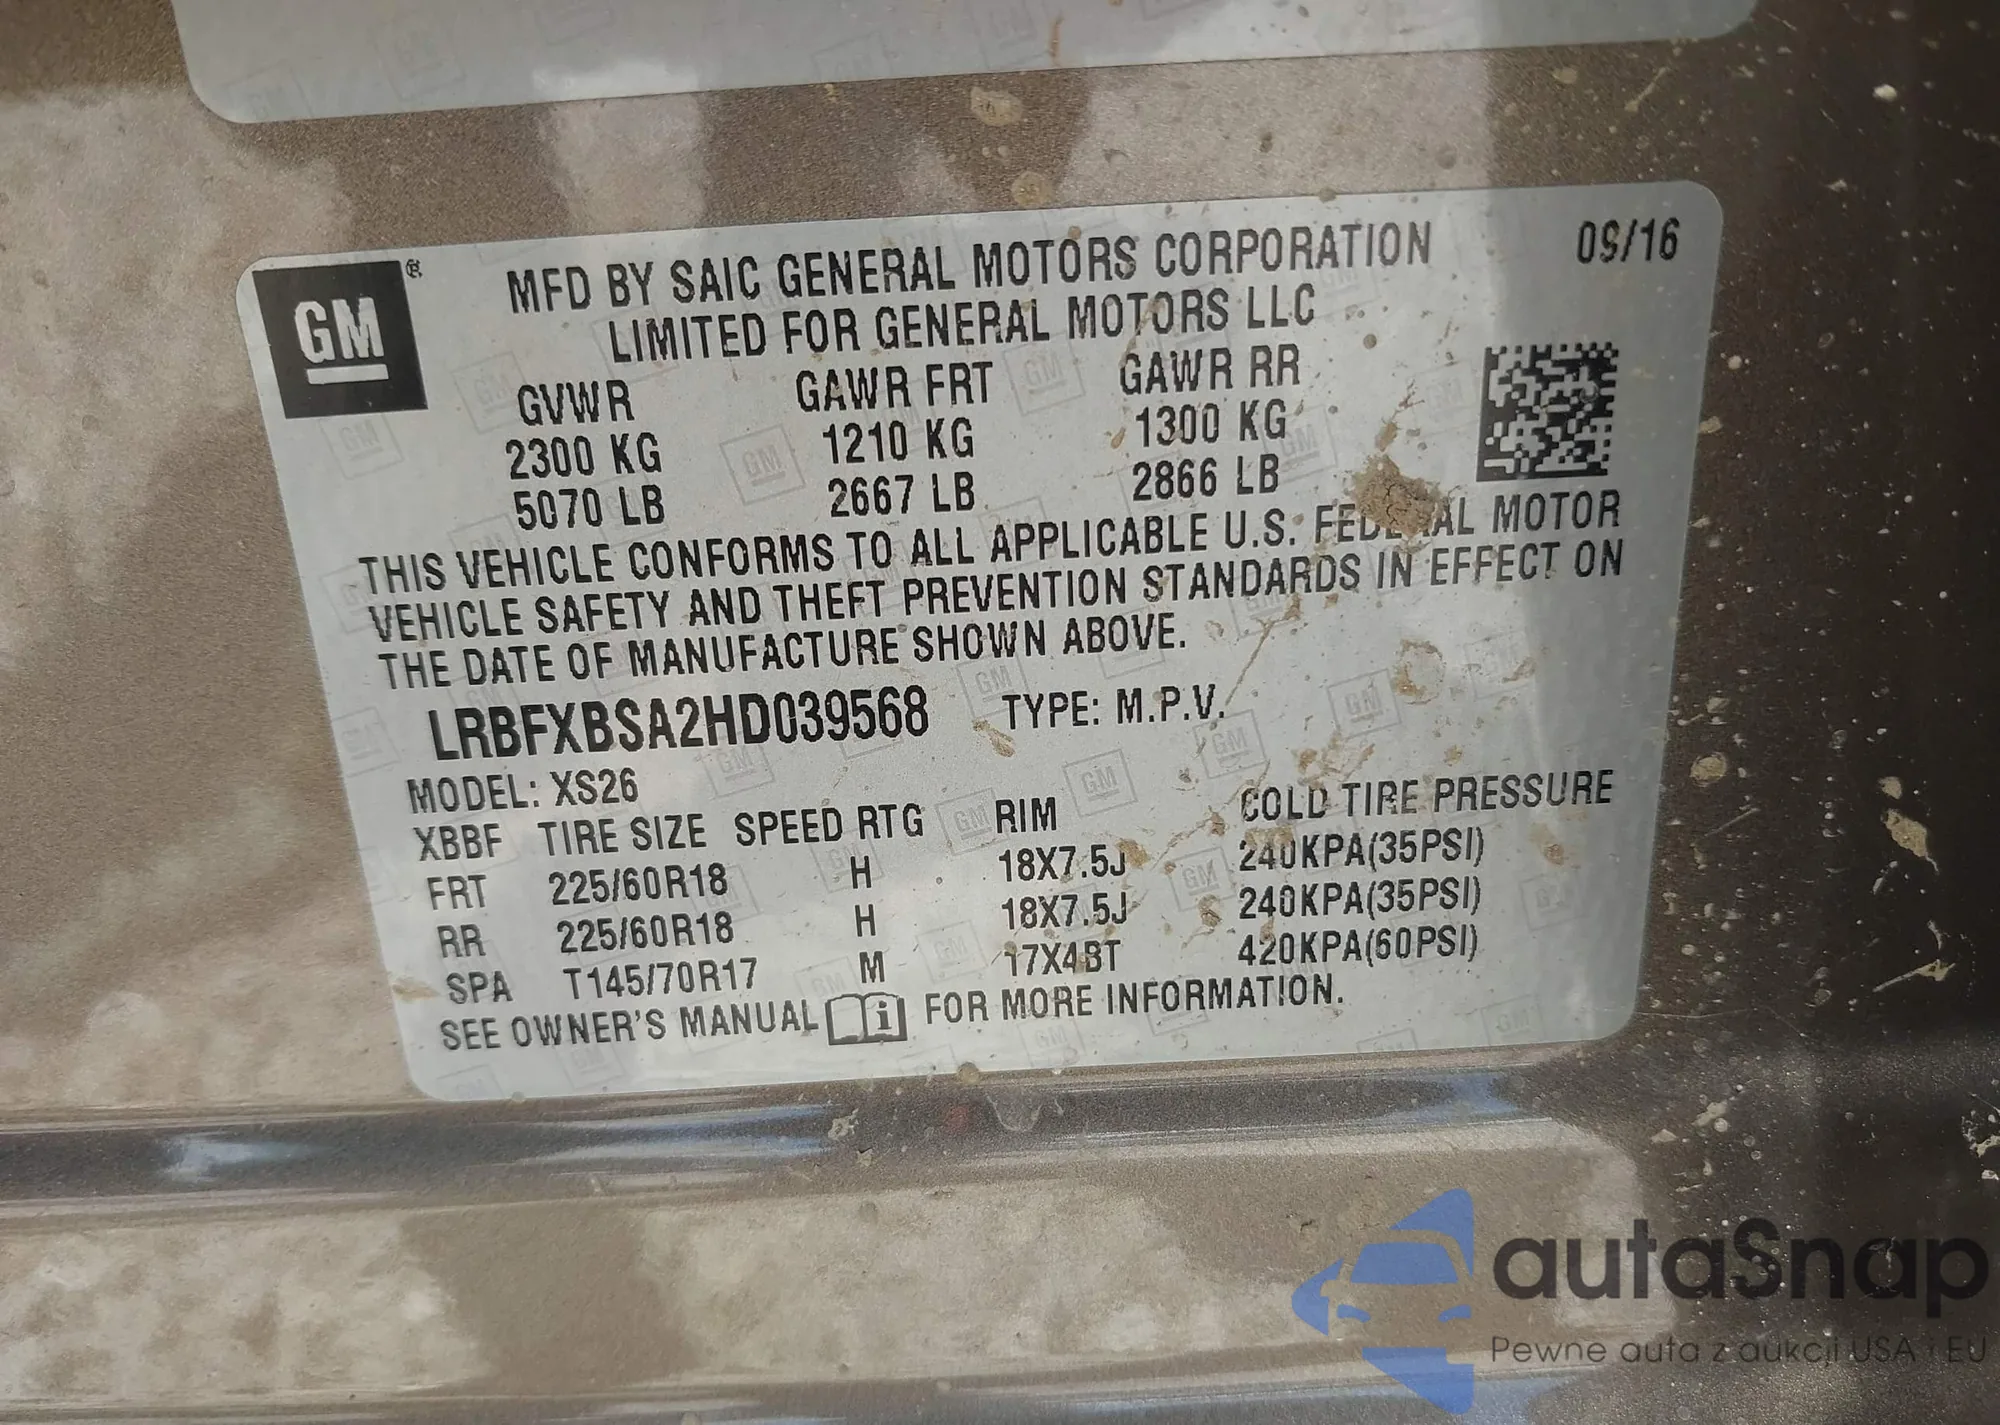 GM ®
MFD BY SAIC GENERAL MOTORS CORPORATION 09/16
LIMITED FOR GENERAL MOTORS LLC
GVWR GAWR FRT GAWR RR
2300 KG 1210 KG 1300 KG
5070 LB 2667 LB 2866 LB
THIS VEHICLE CONFORMS TO ALL APPLICABLE U.S. FEDERAL MOTOR
VEHICLE SAFETY AND THEFT PREVENTION STANDARDS IN EFFECT ON
THE DATE OF MANUFACTURE SHOWN ABOVE.
LRBFXBSA2HD039568 TYPE: M.P.V.
MODEL: XS26
XBBF TIRE SIZE SPEED RTG RIM COLD TIRE PRESSURE
FRT 225/60R18 H 18X7.5J 240KPA(35PSI)
RR 225/60R18 H 18X7.5J 240KPA(35PSI)
SPA T145/70R17 M 17X4BT 420KPA(60PSI)
SEE OWNER'S MANUAL i FOR MORE INFORMATION.
autaSnap
Pewne auta z aukcji USA i EU